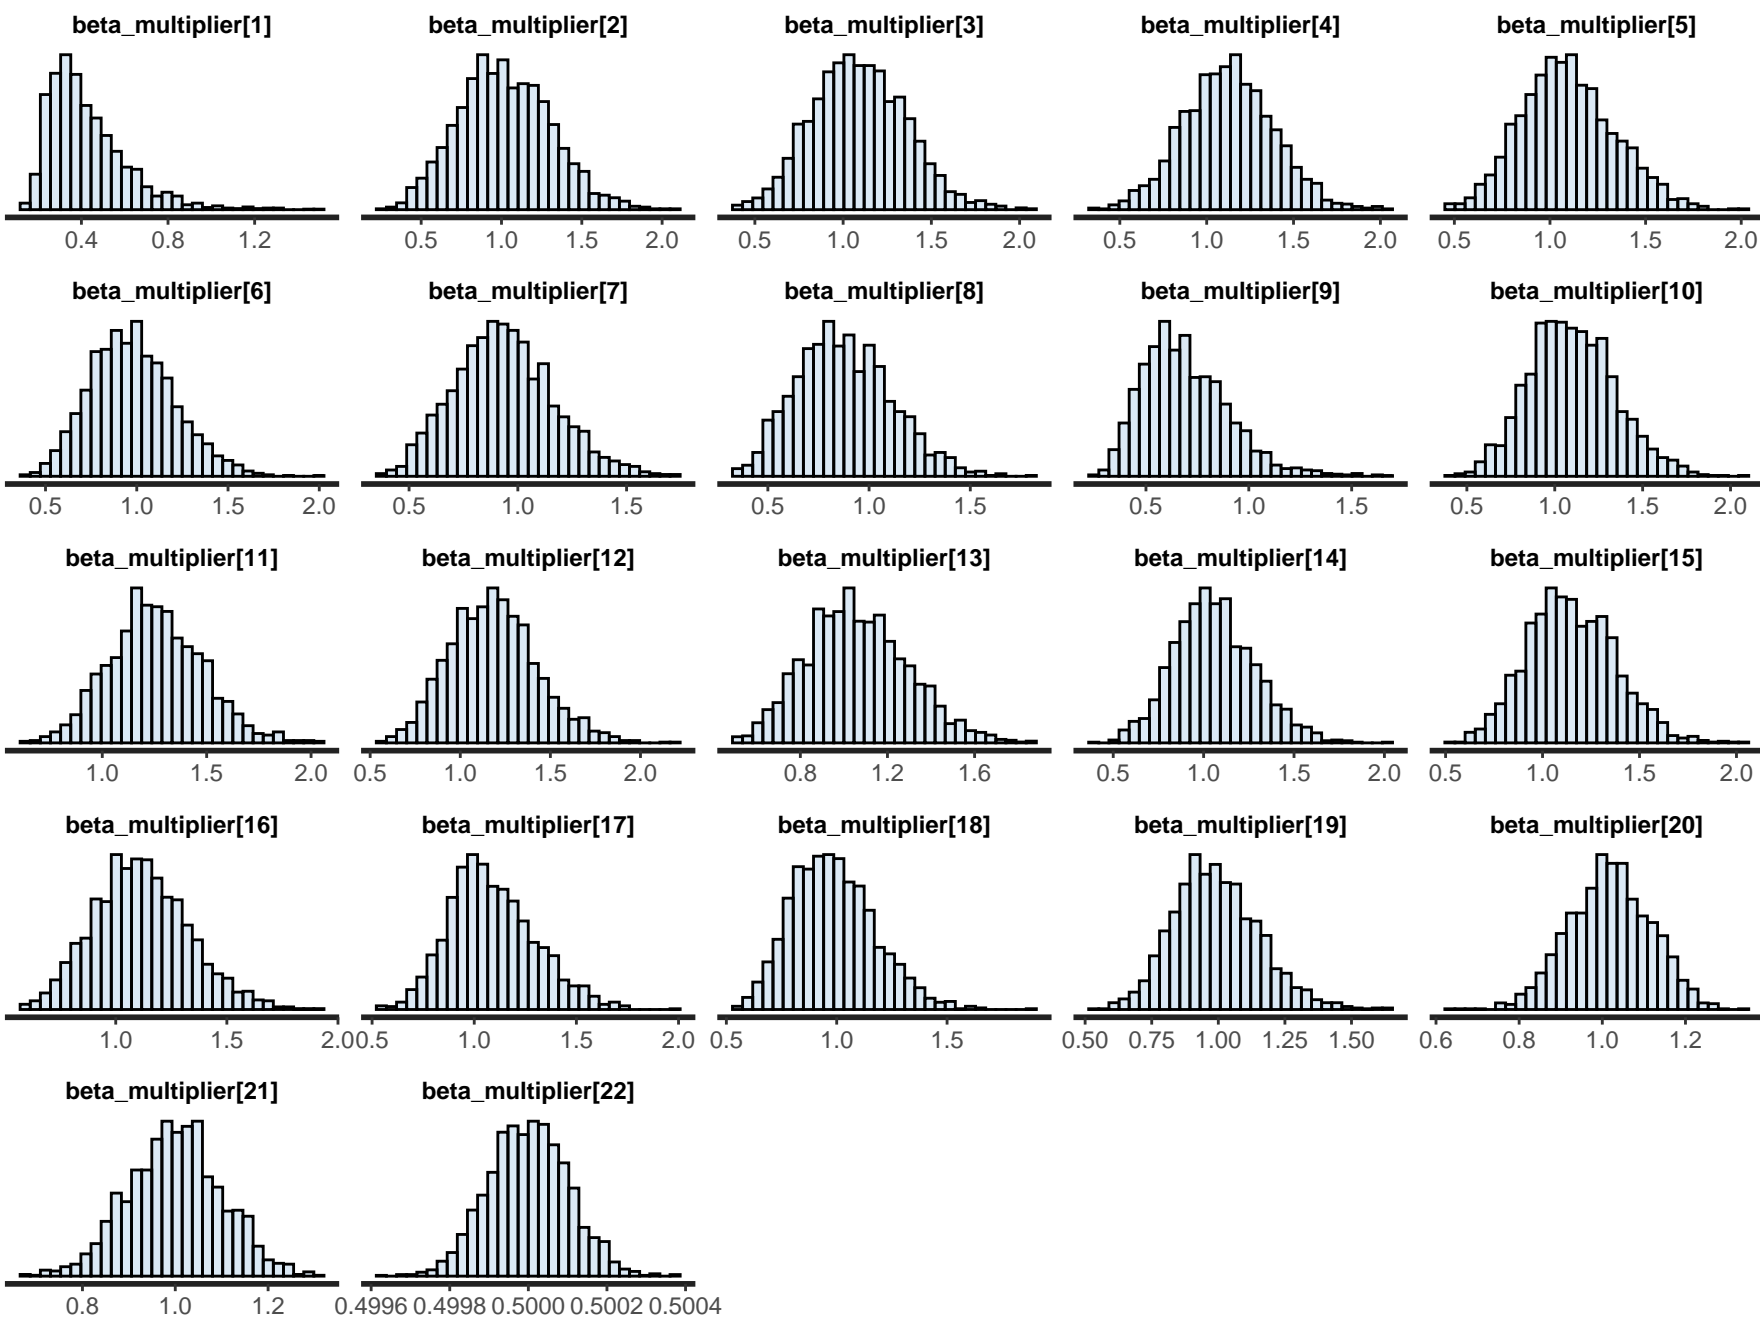 beta_multiplier[1] beta_multiplier[2] beta_multiplier[3] beta_multiplier[4] beta_multiplier[5]
0.4 0.8 1.2 0.5 1.0 1.5 2.0 0.5 1.0 1.5 2.0 0.5 1.0 1.5 2.0 0.5 1.0 1.5 2.0
beta_multiplier[6] beta_multiplier[7] beta_multiplier[8] beta_multiplier[9] beta_multiplier[10]
0.5 1.0 1.5 2.0 0.5 1.0 1.5 0.5 1.0 1.5 0.5 1.0 1.5 0.5 1.0 1.5 2.0
beta_multiplier[11] beta_multiplier[12] beta_multiplier[13] beta_multiplier[14] beta_multiplier[15]
1.0 1.5 2.0 0.5 1.0 1.5 2.0 0.8 1.2 1.6 0.5 1.0 1.5 2.0 0.5 1.0 1.5 2.0
beta_multiplier[16] beta_multiplier[17] beta_multiplier[18] beta_multiplier[19] beta_multiplier[20]
1.0 1.5 2.0 0.5 1.0 1.5 2.0 0.5 1.0 1.5 0.50 0.75 1.00 1.25 1.50 0.6 0.8 1.0 1.2
beta_multiplier[21] beta_multiplier[22]
0.8 1.0 1.2 0.4996 0.4998 0.5000 0.5002 0.5004